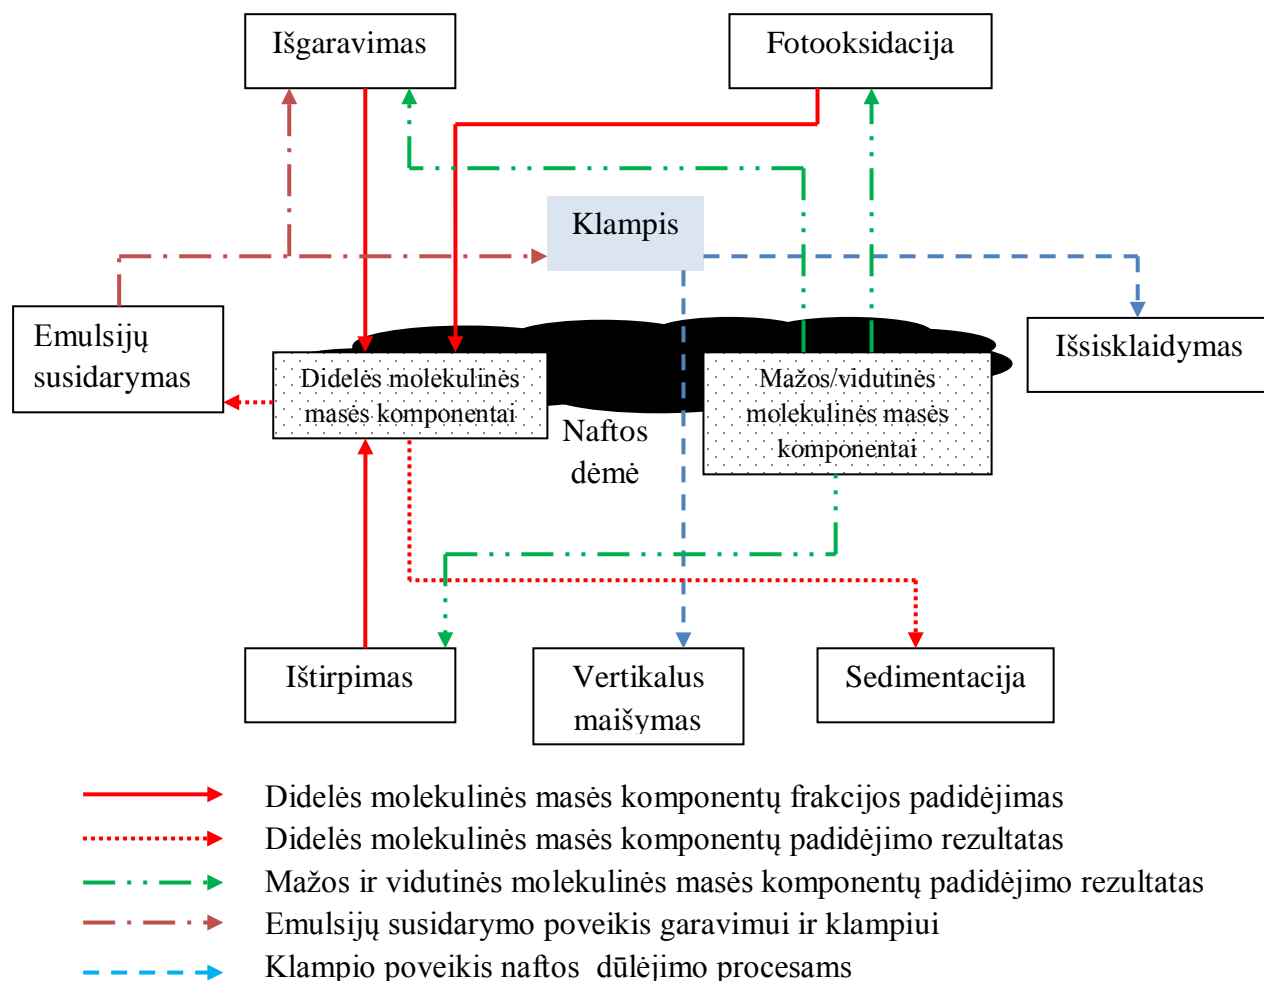 Išgaravimas
Fotooksidacija
Klampis
Emulsijų
susidarymas
Išsisklaidymas
Didelės molekulinės
masės komponentai
Mažos/vidutinės
molekulinės masės
komponentai
Naftos
dėmė
Ištirpimas
Vertikalus
maišymas
Sedimentacija
Didelės molekulinės masės komponentų frakcijos padidėjimas
Didelės molekulinės masės komponentų padidėjimo rezultatas
Mažos ir vidutinės molekulinės masės komponentų padidėjimo rezultatas
Emulsijų susidarymo poveikis garavimui ir klampiui
Klampio poveikis naftos dūlėjimo procesams